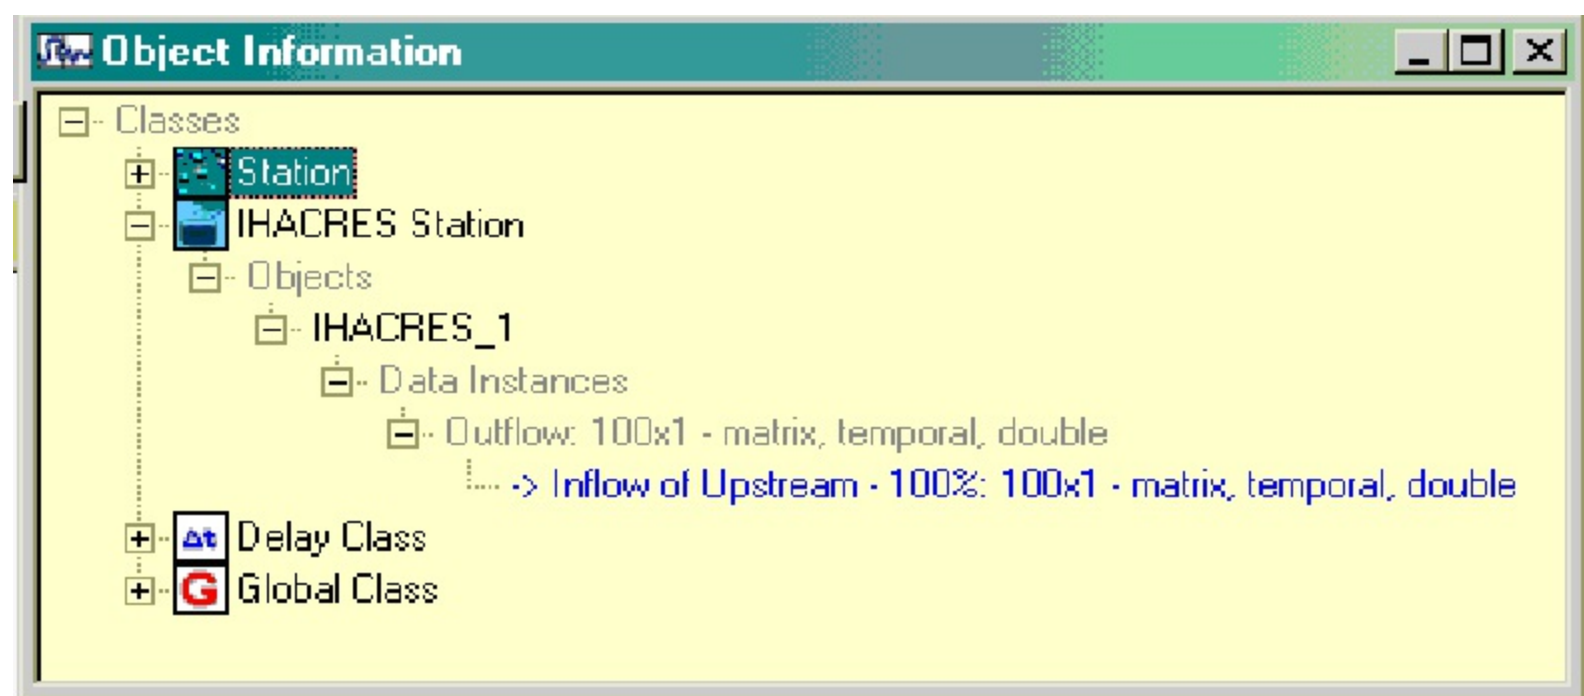 Object Information
Classes
Station
IHACRES Station
Objects
IHACRES_1
Data Instances
Outflow: 100x1 - matrix, temporal, double
-> Inflow of Upstream - 100%: 100x1 - matrix, temporal, double
Δt Delay Class
G Global Class